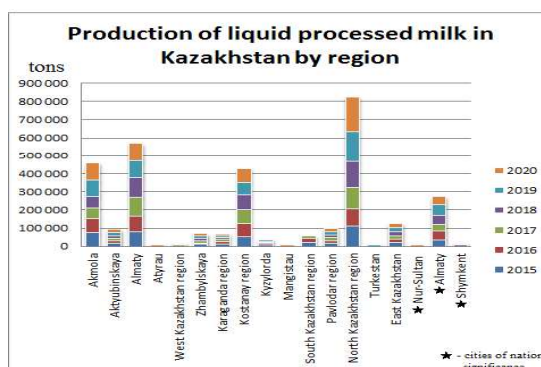 Production of liquid processed milk in
Kazakhstan by region
tons
900 000
800 000
700 000
600 000
500 000
400 000
300 000
200 000
100 000
0
Akmola
Aktyubinskaya
Almaty
Atyrau
West Kazakhstan region
Zhambylskaya
Karaganda region
Kostanay region
Kyzylorda
Mangistau
South Kazakhstan region
Pavlodar region
North Kazakhstan region
Turkestan
East Kazakhstan
★ Nur-Sultan
★ Almaty
★ Shymkent
2020
2019
2018
2017
2016
2015
★ - cities of nation
significance